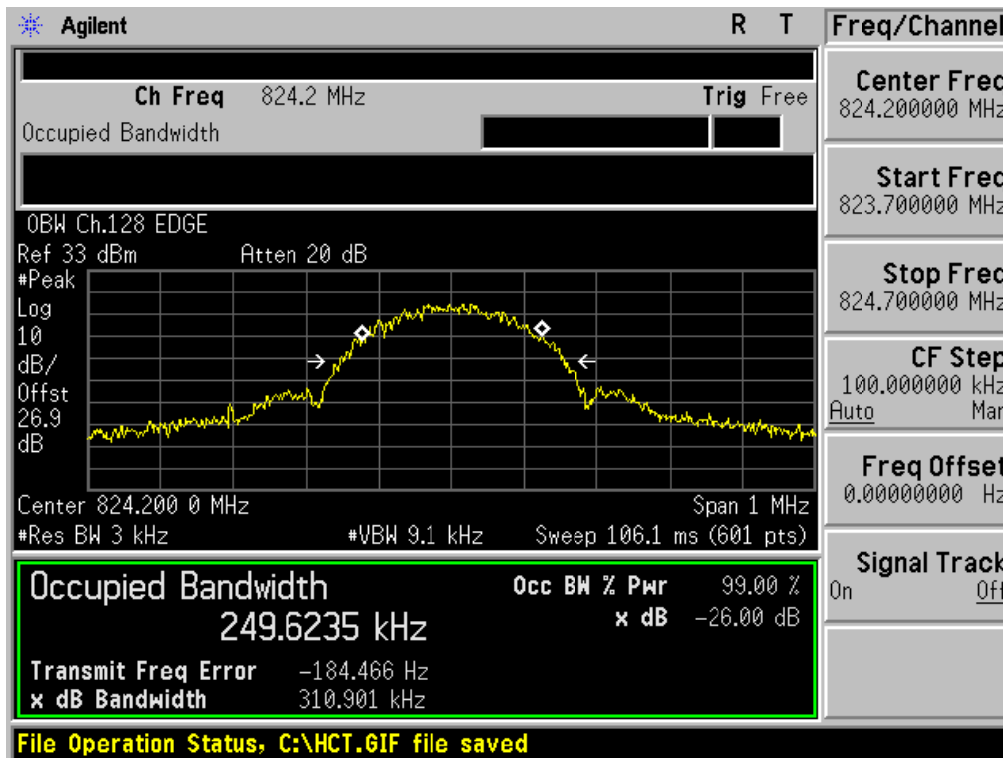 Agilent R T
Ch Freq 824.2 MHz Trig Free
Occupied Bandwidth
OBW Ch.128 EDGE
Ref 33 dBm Atten 20 dB
#Peak
Log
10
dB/
Offst
26.9
dB
Center 824.200 0 MHz Span 1 MHz
#Res BW 3 kHz #VBW 9.1 kHz Sweep 106.1 ms (601 pts)
Occupied Bandwidth
249.6235 kHz
Occ BW % Pwr 99.00 %
x dB -26.00 dB
Transmit Freq Error -184.466 Hz
x dB Bandwidth 310.901 kHz
File Operation Status, C:\HCT.GIF file saved
Freq/Channel
Center Freq
824.200000 MHz
Start Freq
823.700000 MHz
Stop Freq
824.700000 MHz
CF Step
100.000000 kHz
Auto Man
Freq Offset
0.00000000 Hz
Signal Track
On Off